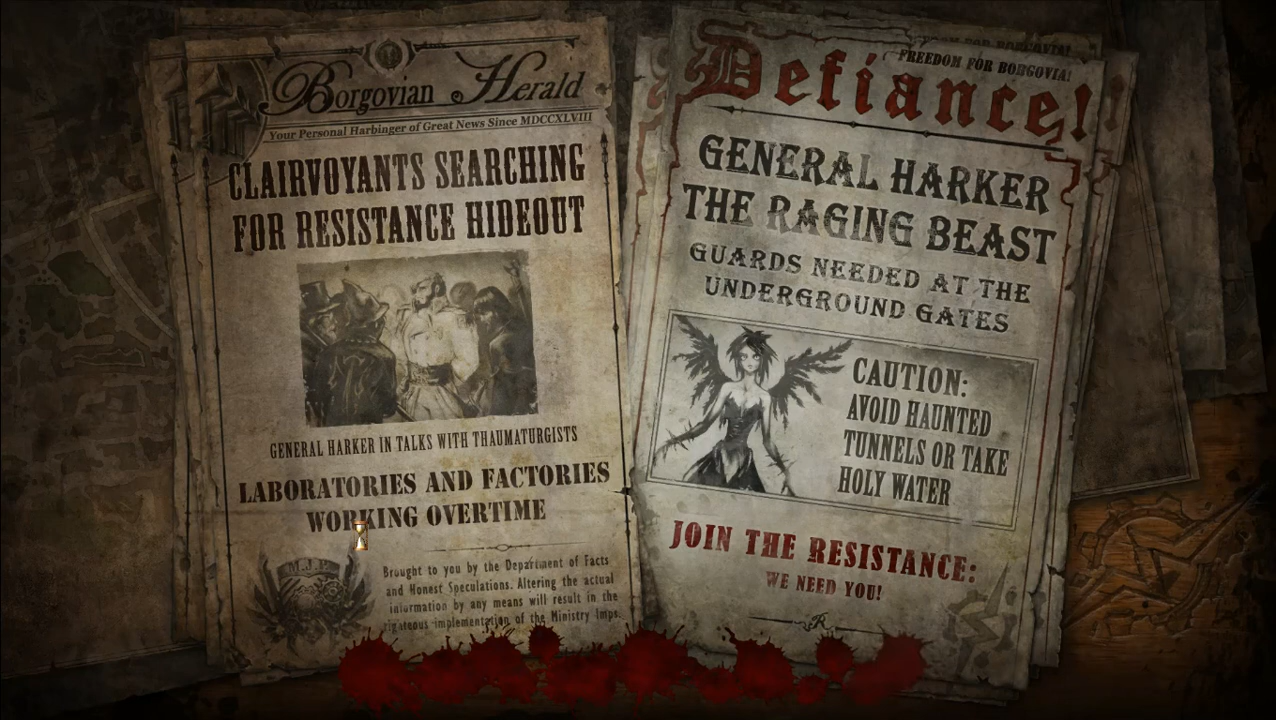 Borgovian Herald
Your Personal Harbinger of Great News Since MDCCXLVIII
CLAIRVOYANTS SEARCHING
FOR RESISTANCE HIDEOUT
GENERAL HARKER IN TALKS WITH THAUMATURGISTS
LABORATORIES AND FACTORIES
WORKING OVERTIME
M.J.P.
Brought to you by the Department of Facts
and Honest Speculations. Altering the actual
information by any means will result in the
rigateous implementation of the Ministry Imps.
FREEDOM FOR BORGOVIA!
Defiance!
GENERAL HARKER
THE RAGING BEAST
GUARDS NEEDED AT THE
UNDERGROUND GATES
CAUTION:
AVOID HAUNTED
TUNNELS OR TAKE
HOLY WATER
JOIN THE RESISTANCE:
WE NEED YOU!
R